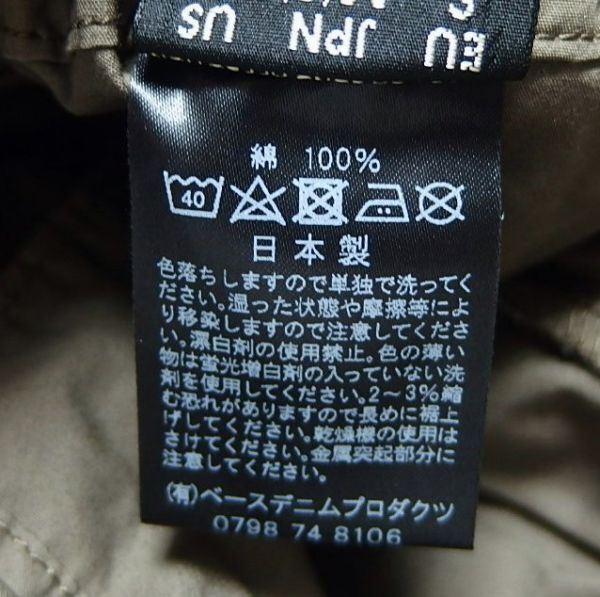 US JPN EU
綿 100%
40
日本製
色落ちしますので単独で洗ってく
ださい。湿った状態や摩擦等によ
り移染しますので注意してくださ
い。漂白剤の使用禁止。色の薄い
物は蛍光増白剤の入っていない洗
剤を使用してください。2～3%縮
む恐れがありますので長めに裾上
げしてください。乾燥機の使用は
さけてください。金属突起部分に
注意してください。
(有)ベースデニムプロダクツ
0798 74 8106